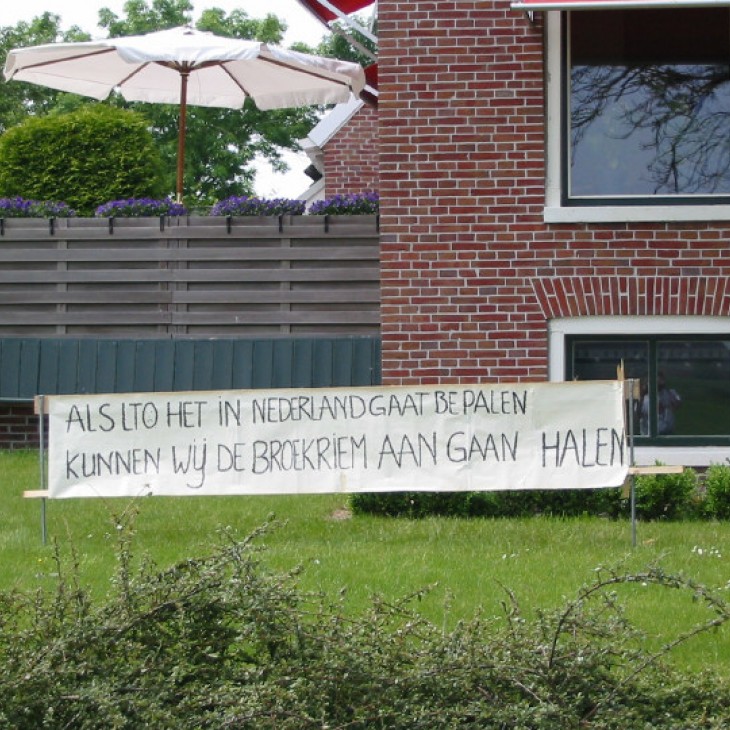 ALS LTO HET IN NEDERLAND GAAT BEPALEN
KUNNEN WIJ DE BROEKRIEM AAN GAAN HALEN